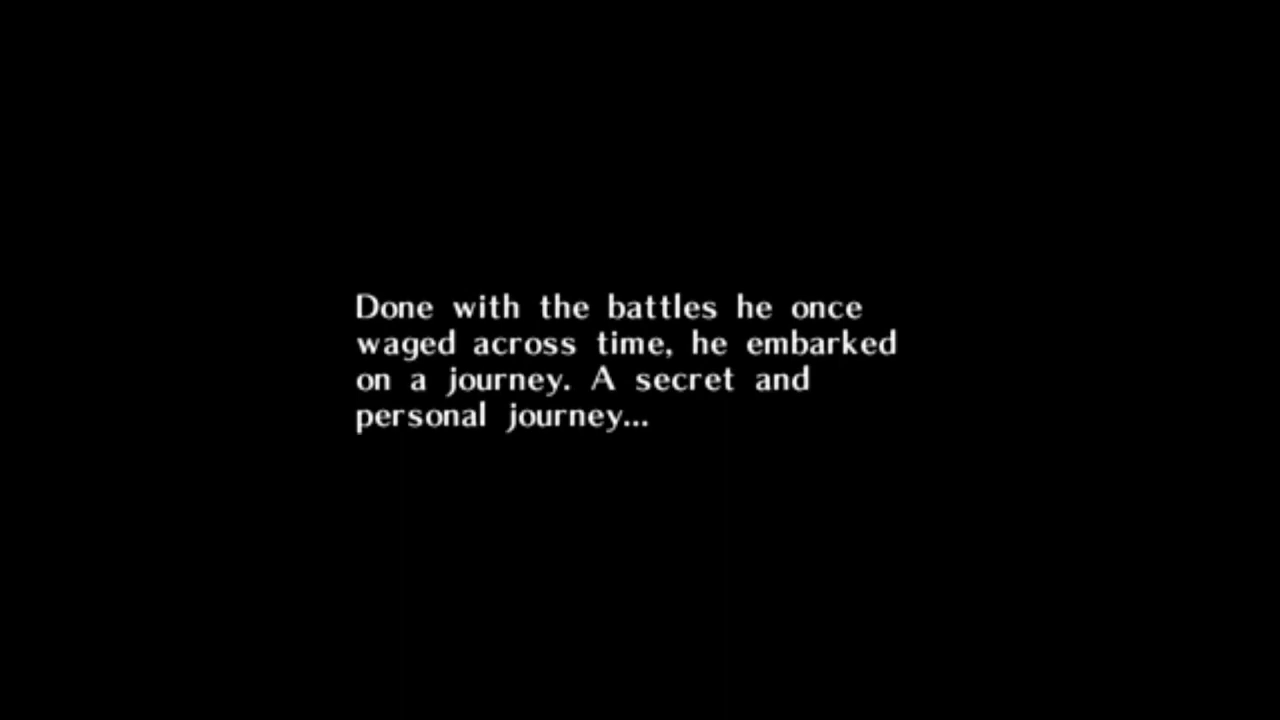 Done with the battles he once
waged across time, he embarked
on a journey. A secret and
personal journey...